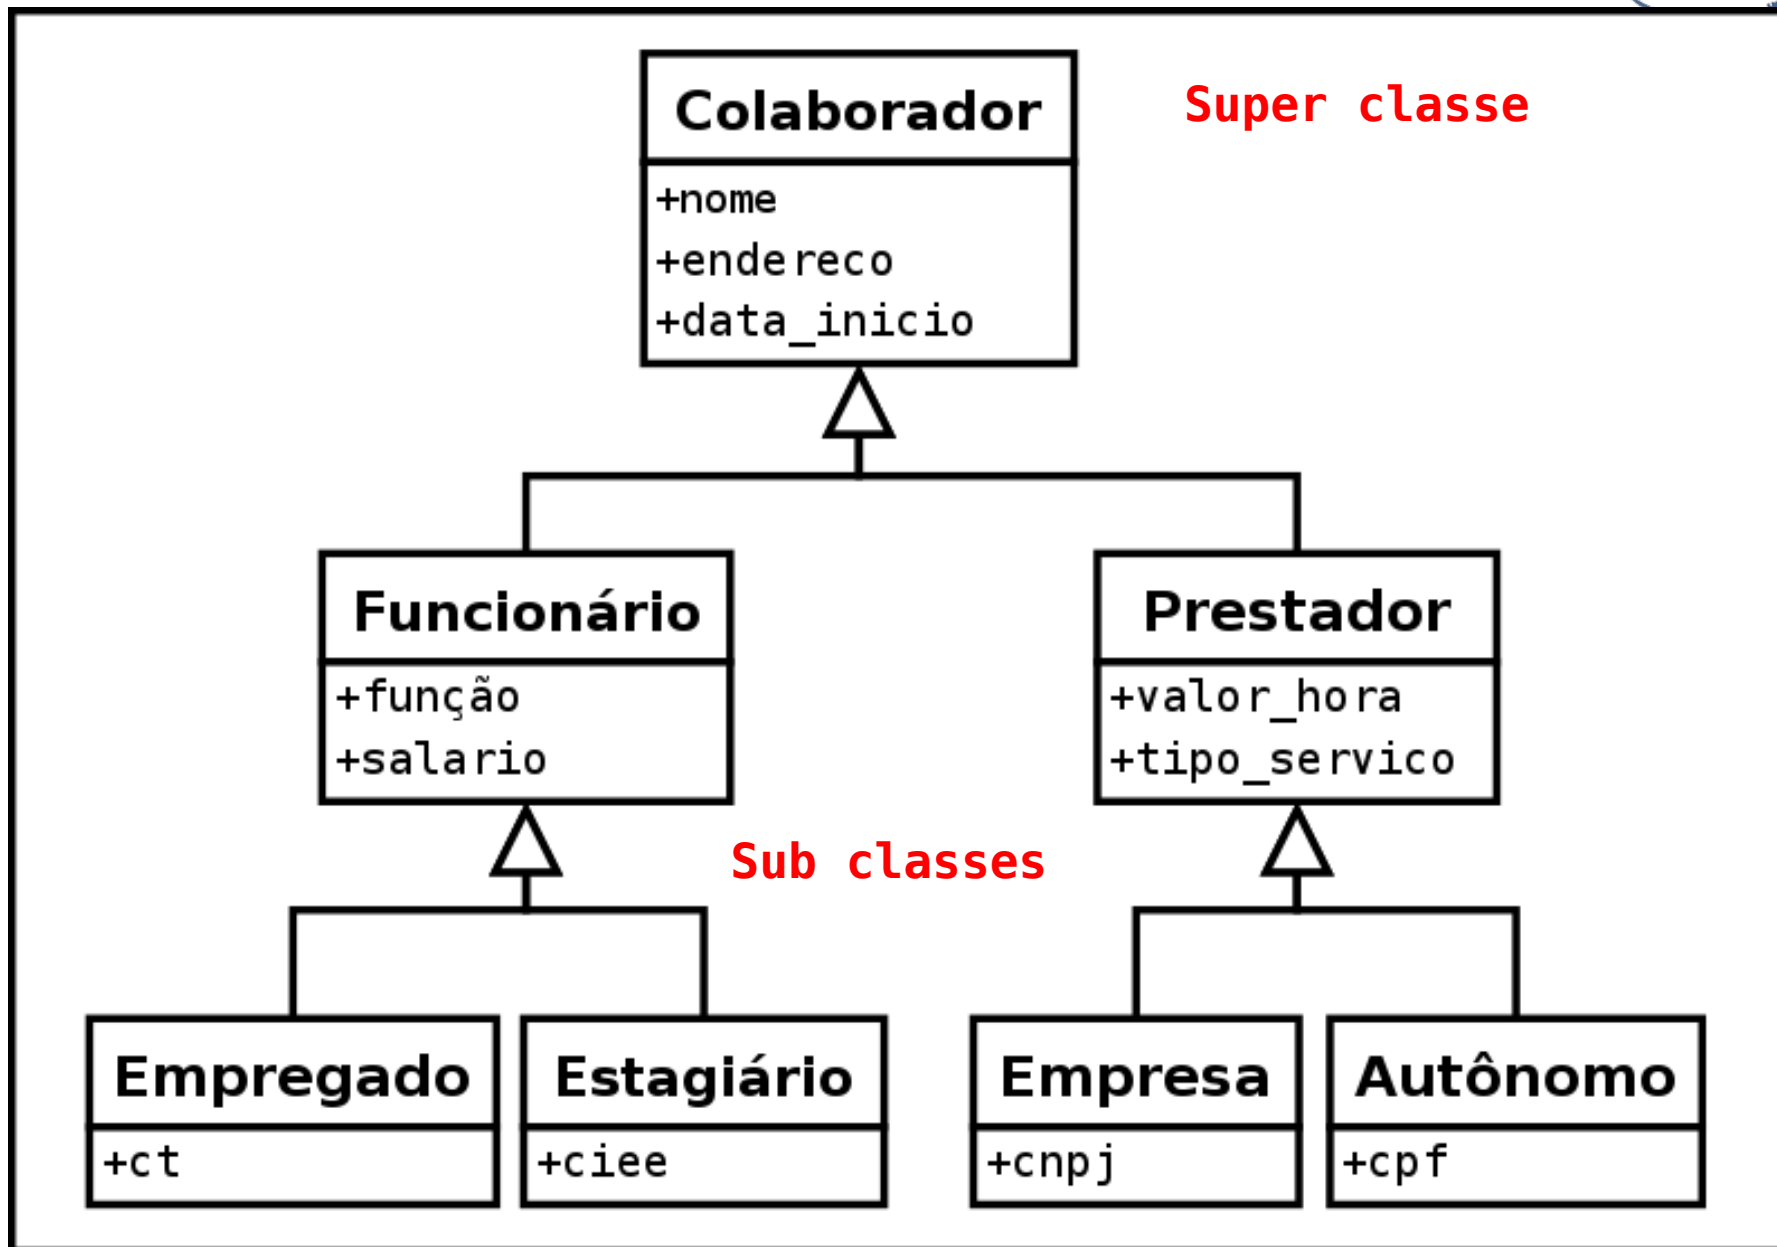 Colaborador
Super classe
+nome
+endereco
+data_inicio
Funcionário
+função
+salario
Prestador
+valor_hora
+tipo_servico
Sub classes
Empregado
+ct
Estagiário
+ciee
Empresa
+cnpj
Autônomo
+cpf